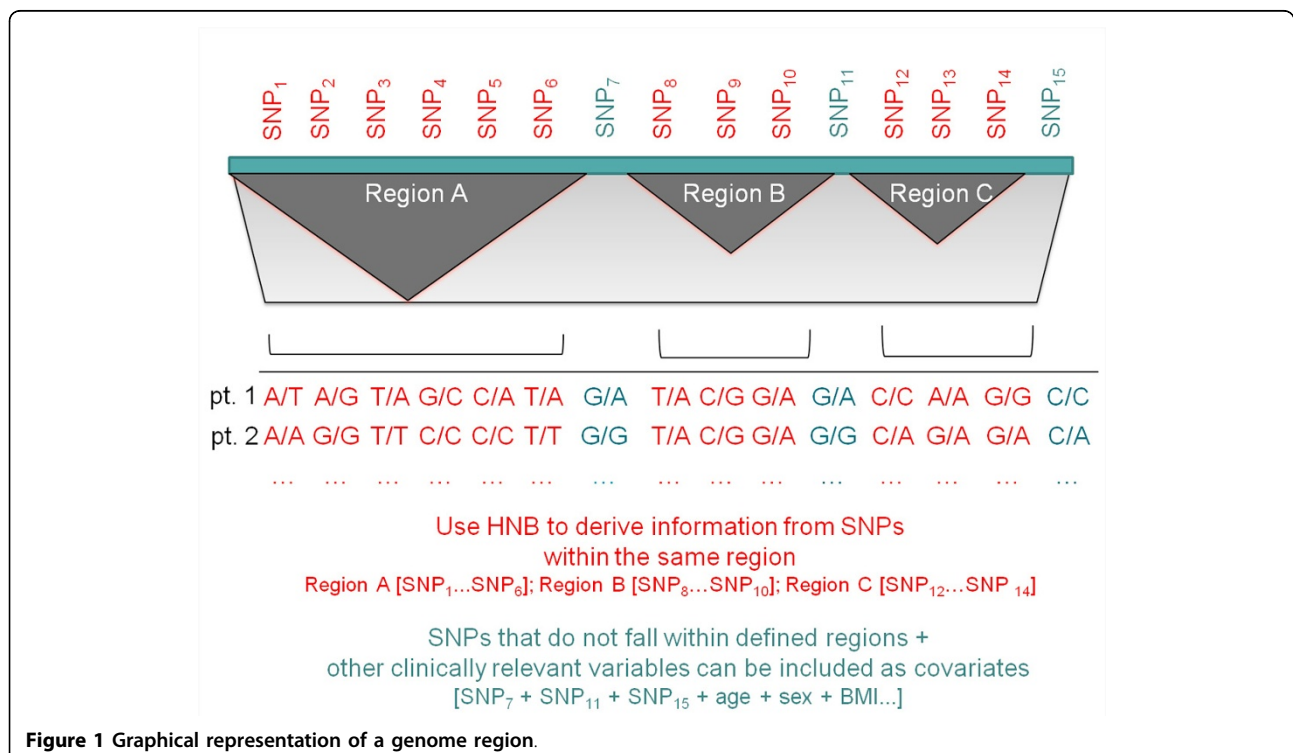 SNP₁ SNP₂ SNP₃ SNP₄ SNP₅ SNP₆ SNP₇ SNP₈ SNP₉ SNP₁₀ SNP₁₁ SNP₁₂ SNP₁₃ SNP₁₄ SNP₁₅
Region A Region B Region C
pt. 1 A/T A/G T/A G/C C/A T/A G/A T/A C/G G/A G/A C/C A/A G/G C/C
pt. 2 A/A G/G T/T C/C C/C T/T G/G T/A C/G G/A G/G C/A G/A G/A C/A
... ... ... ... ... ... ... ... ... ... ... ... ... ... ...
Use HNB to derive information from SNPs
within the same region
Region A [SNP₁...SNP₆]; Region B [SNP₈...SNP₁₀]; Region C [SNP₁₂...SNP ₁₄]
SNPs that do not fall within defined regions +
other clinically relevant variables can be included as covariates
[SNP₇ + SNP₁₁ + SNP₁₅ + age + sex + BMI...]
Figure 1 Graphical representation of a genome region.